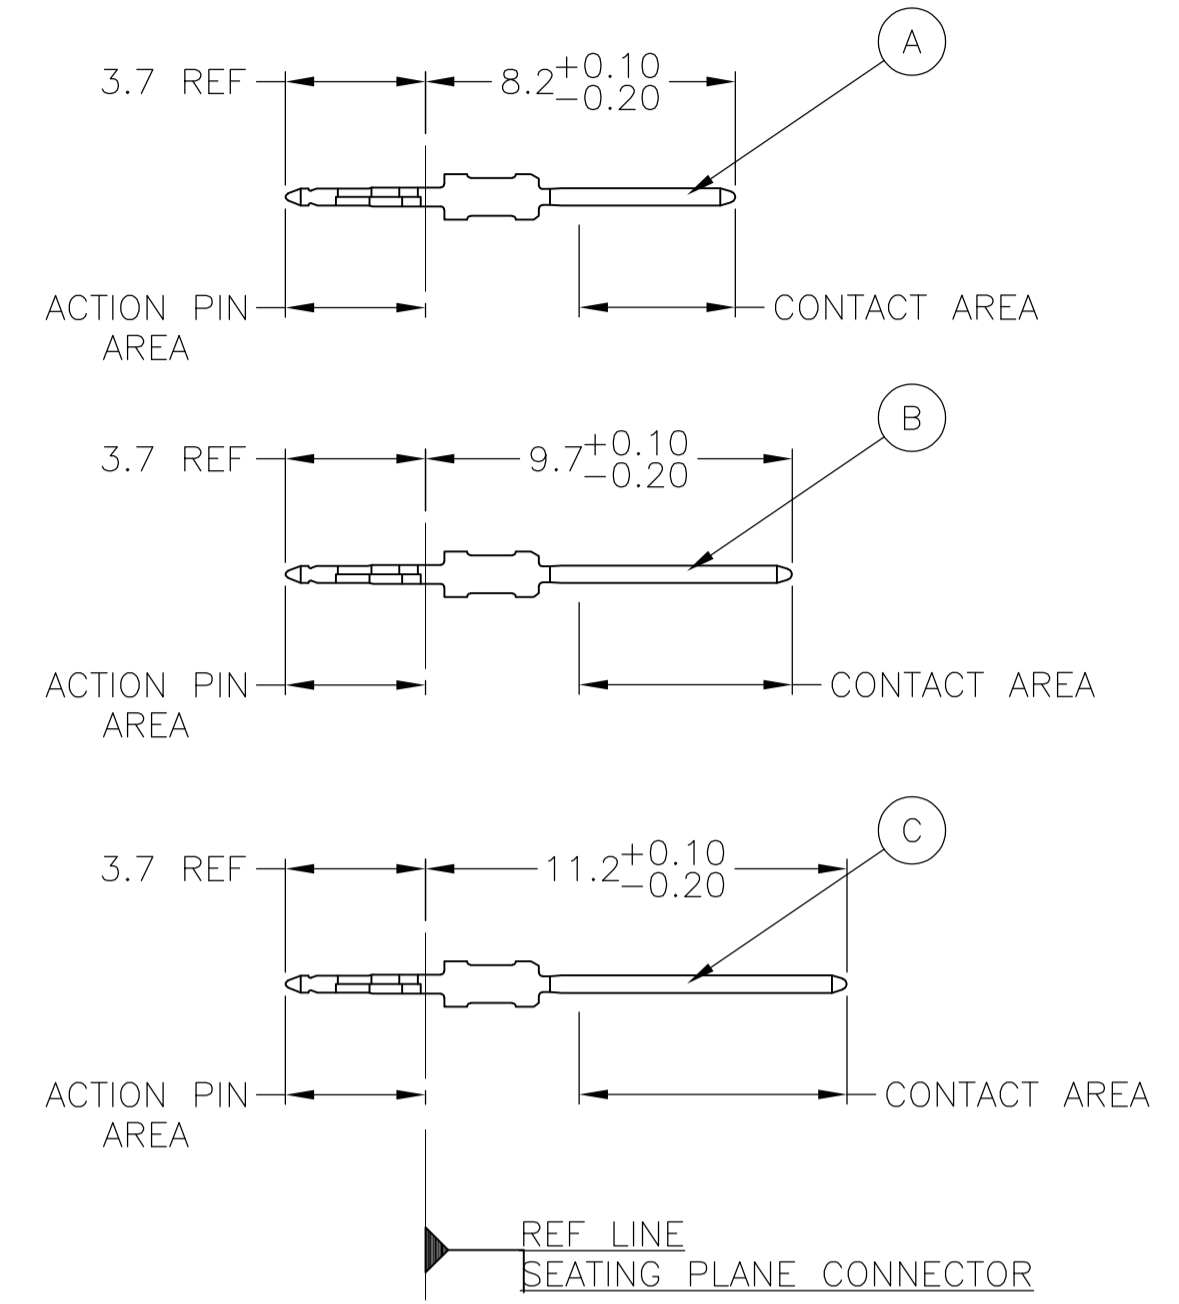 A
3.7 REF
8.2 +0.10 −0.20
ACTION PIN AREA
CONTACT AREA
B
3.7 REF
9.7 +0.10 −0.20
ACTION PIN AREA
CONTACT AREA
C
3.7 REF
11.2 +0.10 −0.20
ACTION PIN AREA
CONTACT AREA
REF LINE
SEATING PLANE CONNECTOR